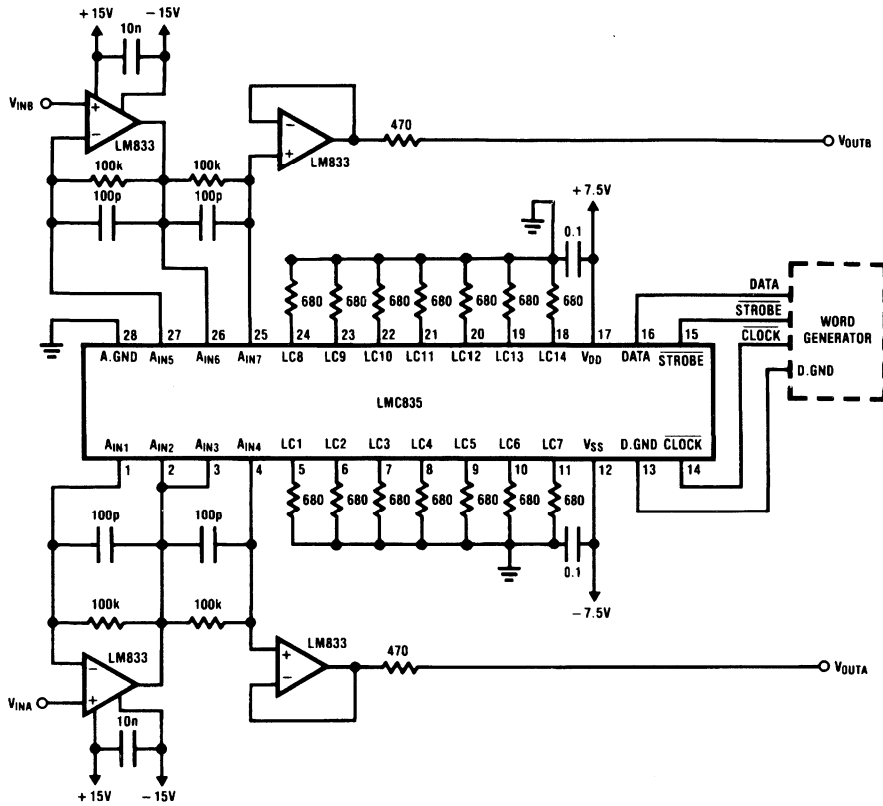 +15V -15V
10n
VINB
+
-
LM833
100k 100k
100p 100p
-
+
LM833
470
VOUTB
+7.5V
0.1
680 680 680 680 680 680 680
DATA
STROBE
CLOCK
D.GND
WORD
GENERATOR
28 27 26 25 24 23 22 21 20 19 18 17 16 15
A.GND AIN5 AIN6 AIN7 LC8 LC9 LC10 LC11 LC12 LC13 LC14 VDD DATA STROBE
LMC835
AIN1 AIN2 AIN3 AIN4 LC1 LC2 LC3 LC4 LC5 LC6 LC7 VSS D.GND CLOCK
1 2 3 4 5 6 7 8 9 10 11 12 13 14
680 680 680 680 680 680 680
100p 100p
0.1
100k 100k
-7.5V
LM833
-
+
LM833
+
-
470
VOUTA
VINA
10n
+15V -15V